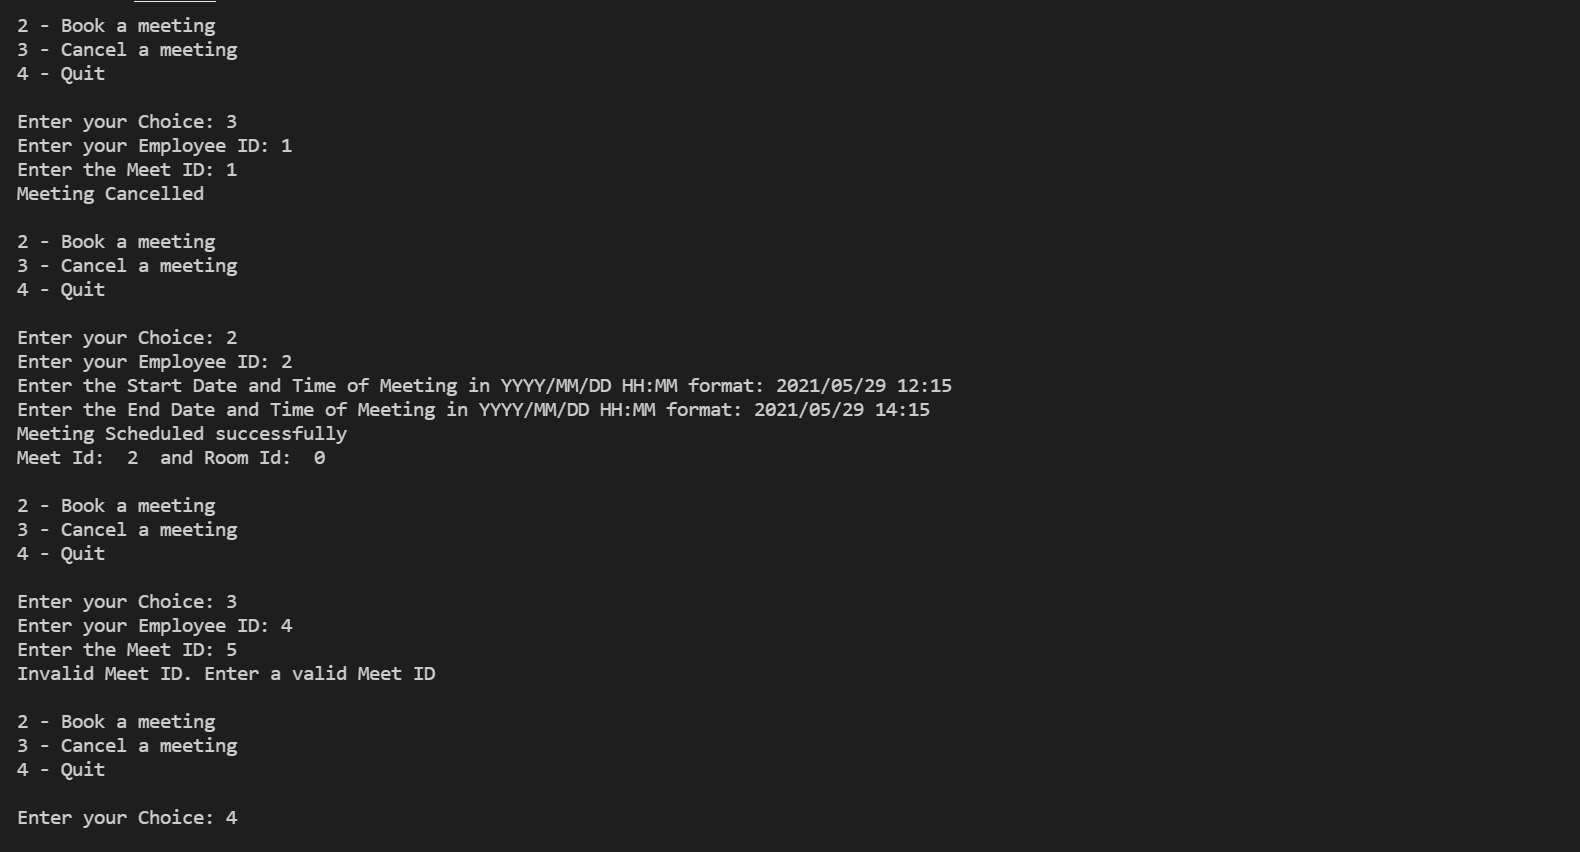 2 - Book a meeting
3 - Cancel a meeting
4 - Quit
Enter your Choice: 3
Enter your Employee ID: 1
Enter the Meet ID: 1
Meeting Cancelled
2 - Book a meeting
3 - Cancel a meeting
4 - Quit
Enter your Choice: 2
Enter your Employee ID: 2
Enter the Start Date and Time of Meeting in YYYY/MM/DD HH:MM format: 2021/05/29 12:15
Enter the End Date and Time of Meeting in YYYY/MM/DD HH:MM format: 2021/05/29 14:15
Meeting Scheduled successfully
Meet Id:  2  and Room Id:  0
2 - Book a meeting
3 - Cancel a meeting
4 - Quit
Enter your Choice: 3
Enter your Employee ID: 4
Enter the Meet ID: 5
Invalid Meet ID. Enter a valid Meet ID
2 - Book a meeting
3 - Cancel a meeting
4 - Quit
Enter your Choice: 4